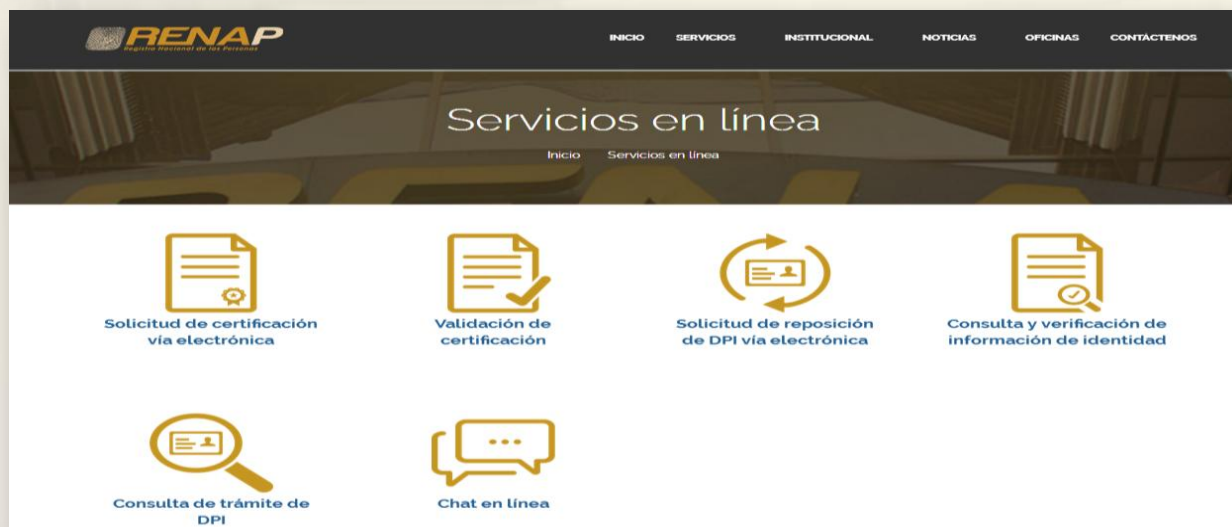 RENAP
Registro Nacional de las Personas
INICIO SERVICIOS INSTITUCIONAL NOTICIAS OFICINAS CONTÁCTENOS
Servicios en línea
Inicio Servicios en línea
Solicitud de certificación
vía electrónica
Validación de
certificación
Solicitud de reposición
de DPI vía electrónica
Consulta y verificación de
información de identidad
Consulta de trámite de
DPI
Chat en línea